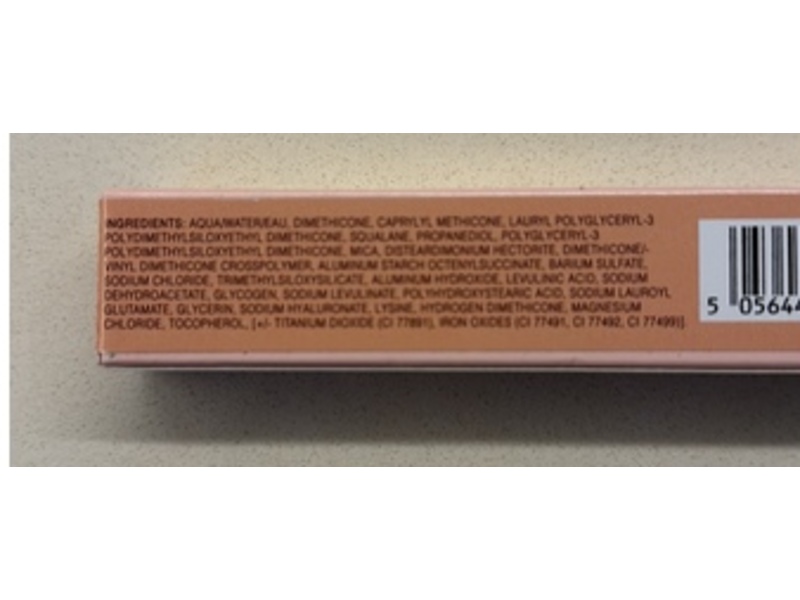 INGREDIENTS: AQUA/WATER/EAU, DIMETHICONE, CAPRYLYL METHICONE, LAURYL POLYGLYCERYL-3
POLYDIMETHYLSILOXYETHYL DIMETHICONE, SQUALANE, PROPANEDIOL, POLYGLYCERYL-3
POLYDIMETHYLSILOXYETHYL DIMETHICONE, MICA, DISTEARDIMONIUM HECTORITE, DIMETHICONE/-
VINYL DIMETHICONE CROSSPOLYMER, ALUMINUM STARCH OCTENYLSUCCINATE, BARIUM SULFATE,
SODIUM CHLORIDE, TRIMETHYLSILOXYSILICATE, ALUMINUM HYDROXIDE, LEVULINIC ACID, SODIUM
DEHYDROACETATE, GLYCOGEN, SODIUM LEVULINATE, POLYHYDROXYSTEARIC ACID, SODIUM LAUROYL
GLUTAMATE, GLYCERIN, SODIUM HYALURONATE, LYSINE, HYDROGEN DIMETHICONE, MAGNESIUM
CHLORIDE, TOCOPHEROL, [+/- TITANIUM DIOXIDE (CI 77891), IRON OXIDES (CI 77491, CI 77492, CI 77499)].
5 05644